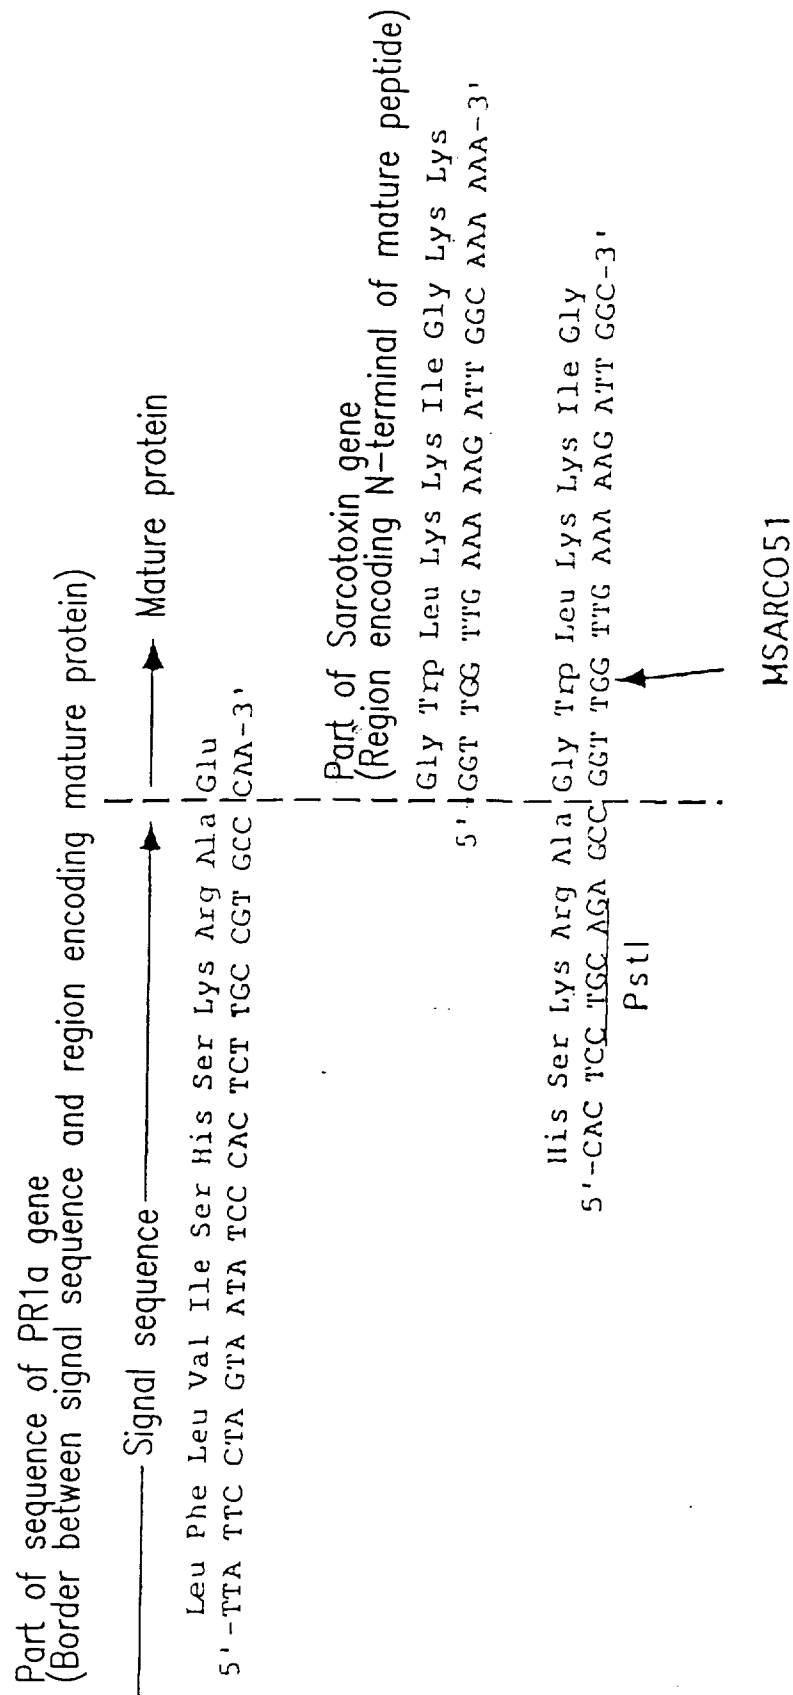 Part of sequence of PR1a gene
(Border between signal sequence and region encoding mature protein)
Signal sequence Mature protein
Leu Phe Leu Val Ile Ser His Ser Lys Arg Ala Glu
5'-TTA TTC CTA GTA ATA TCC CAC TCT TGC CGT GCC CAA-3'
Part of Sarcotoxin gene
(Region encoding N-terminal of mature peptide)
Gly Trp Leu Lys Lys Ile Gly Lys Lys
5'-GGT TGG TTG AAA AAG ATT GGC AAA AAA-3'
His Ser Lys Arg Ala Gly Trp Leu Lys Lys Ile Gly
5'-CAC TCC TGC AGA GCC GGT TGG TTG AAA AAG ATT GGC-3'
PstI
MSARCO51